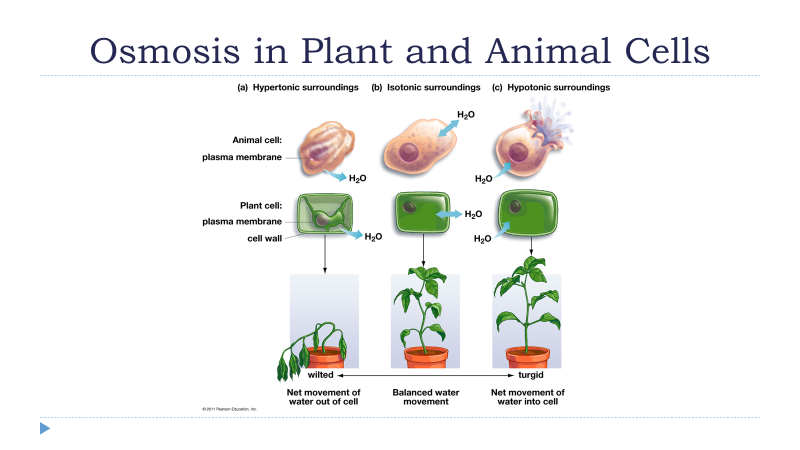 Osmosis in Plant and Animal Cells
(a) Hypertonic surroundings
(b) Isotonic surroundings
(c) Hypotonic surroundings
H₂O
Animal cell:
plasma membrane
H₂O
H₂O
Plant cell:
plasma membrane
cell wall
H₂O
H₂O
H₂O
wilted
turgid
Net movement of
water out of cell
Balanced water
movement
Net movement of
water into cell
© 2011 Pearson Education, Inc.